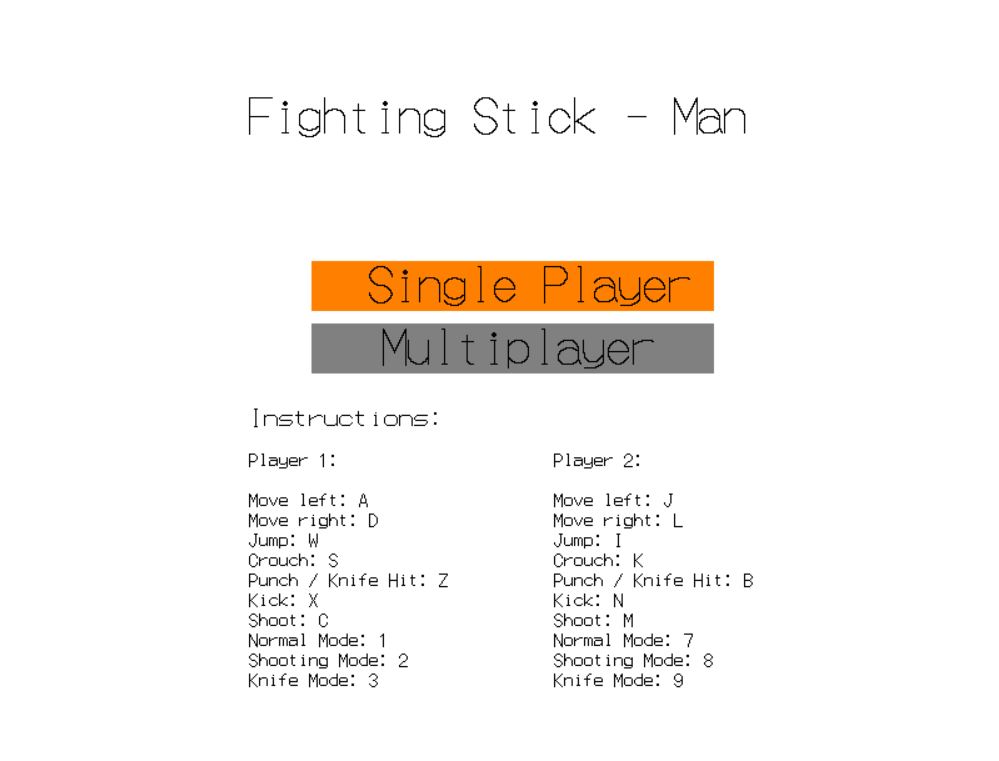 Fighting Stick - Man
Single Player
Multiplayer
Instructions:
Player 1:
Move left: A
Move right: D
Jump: W
Crouch: S
Punch / Knife Hit: Z
Kick: X
Shoot: C
Normal Mode: 1
Shooting Mode: 2
Knife Mode: 3
Player 2:
Move left: J
Move right: L
Jump: I
Crouch: K
Punch / Knife Hit: B
Kick: N
Shoot: M
Normal Mode: 7
Shooting Mode: 8
Knife Mode: 9